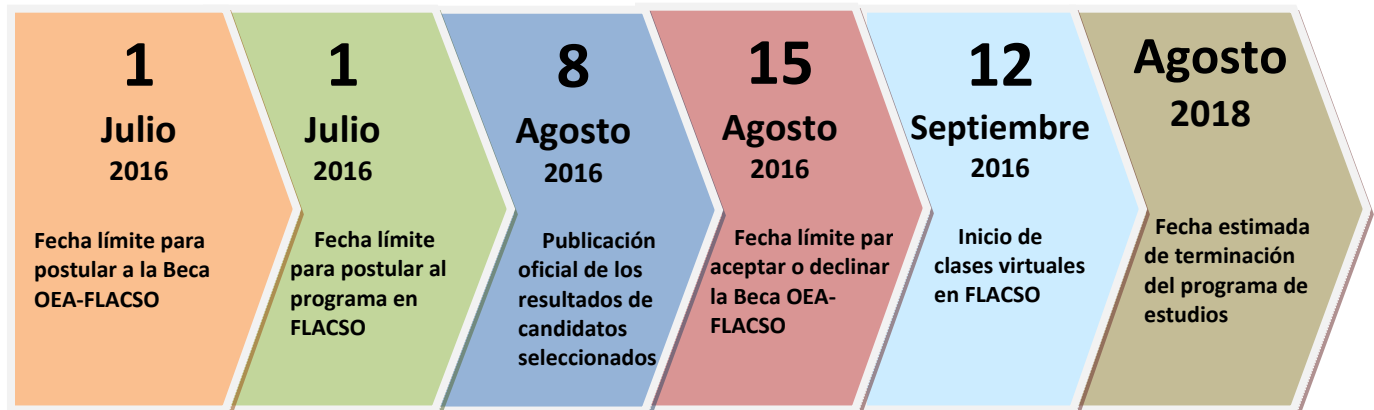 1
Julio
2016
Fecha límite para
postular a la Beca
OEA-FLACSO
1
Julio
2016
Fecha límite
para postular al
programa en
FLACSO
8
Agosto
2016
Publicación
oficial de los
resultados de
candidatos
seleccionados
15
Agosto
2016
Fecha límite par
aceptar o declinar
la Beca OEA-
FLACSO
12
Septiembre
2016
Inicio de
clases virtuales
en FLACSO
Agosto
2018
Fecha estimada
de terminación
del programa de
estudios